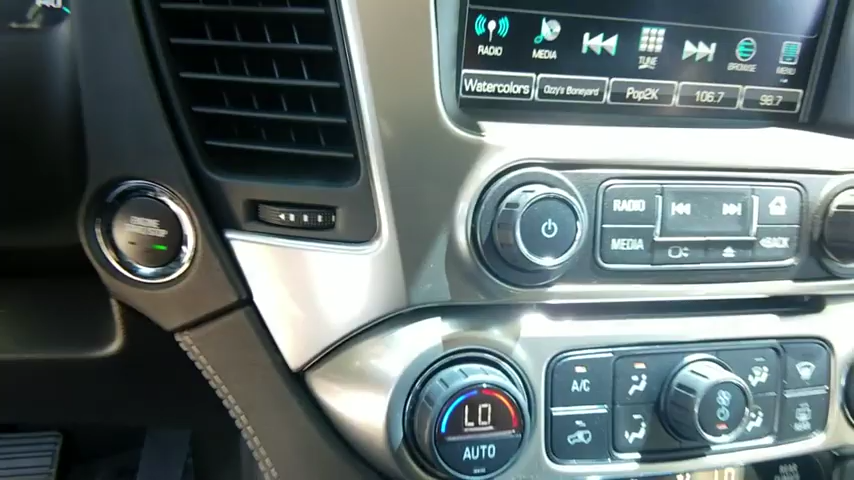 RADIO MEDIA TUNE BROWSE MENU
Watercolors Ozzy's Boneyard Pop2K 106.7 98.7
ENGINE
START/STOP
RADIO
MEDIA BACK
LO
AUTO
A/C
REAR